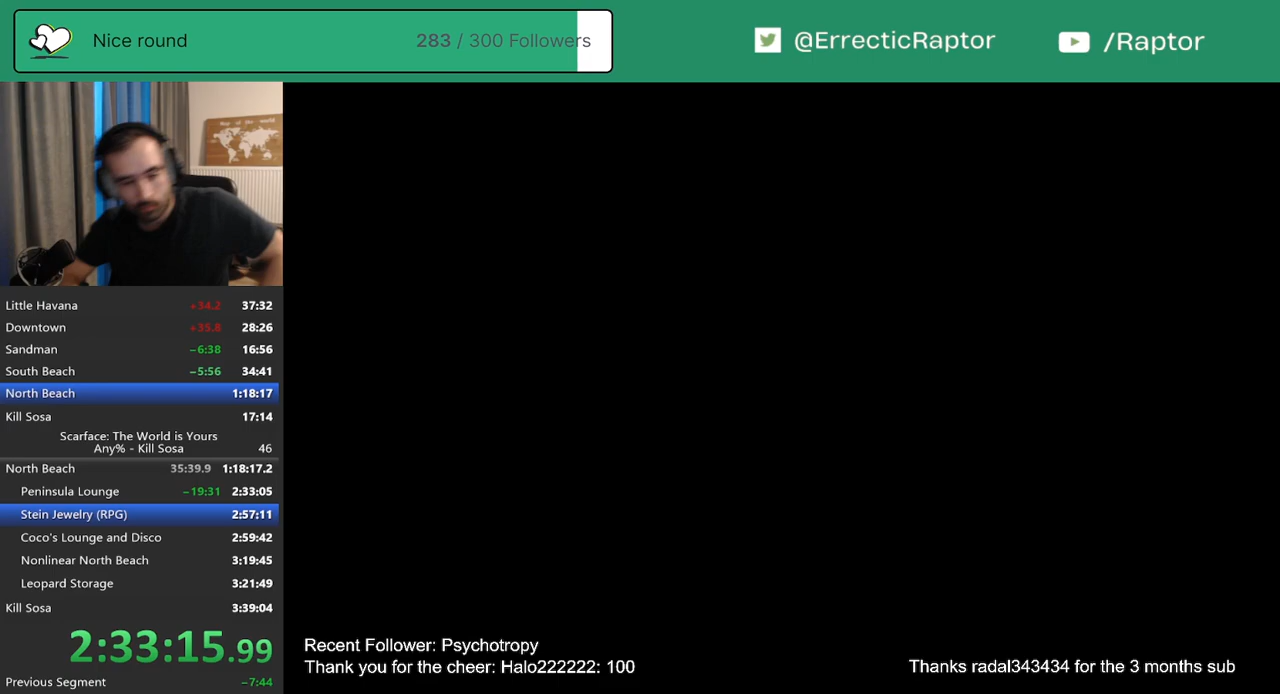 Nice round
283 / 300 Followers
@ErrecticRaptor
/Raptor
Map of the world
Little Havana +34.2 37:32
Downtown +35.8 28:26
Sandman −6:38 16:56
South Beach −5:56 34:41
North Beach 1:18:17
Kill Sosa 17:14
Scarface: The World is Yours
Any% - Kill Sosa 46
North Beach 35:39.9 1:18:17.2
Peninsula Lounge −19:31 2:33:05
Stein Jewelry (RPG) 2:57:11
Coco's Lounge and Disco 2:59:42
Nonlinear North Beach 3:19:45
Leopard Storage 3:21:49
Kill Sosa 3:39:04
2:33:15.99
Previous Segment −7:44
Recent Follower: Psychotropy
Thank you for the cheer: Halo222222: 100
Thanks radal343434 for the 3 months sub